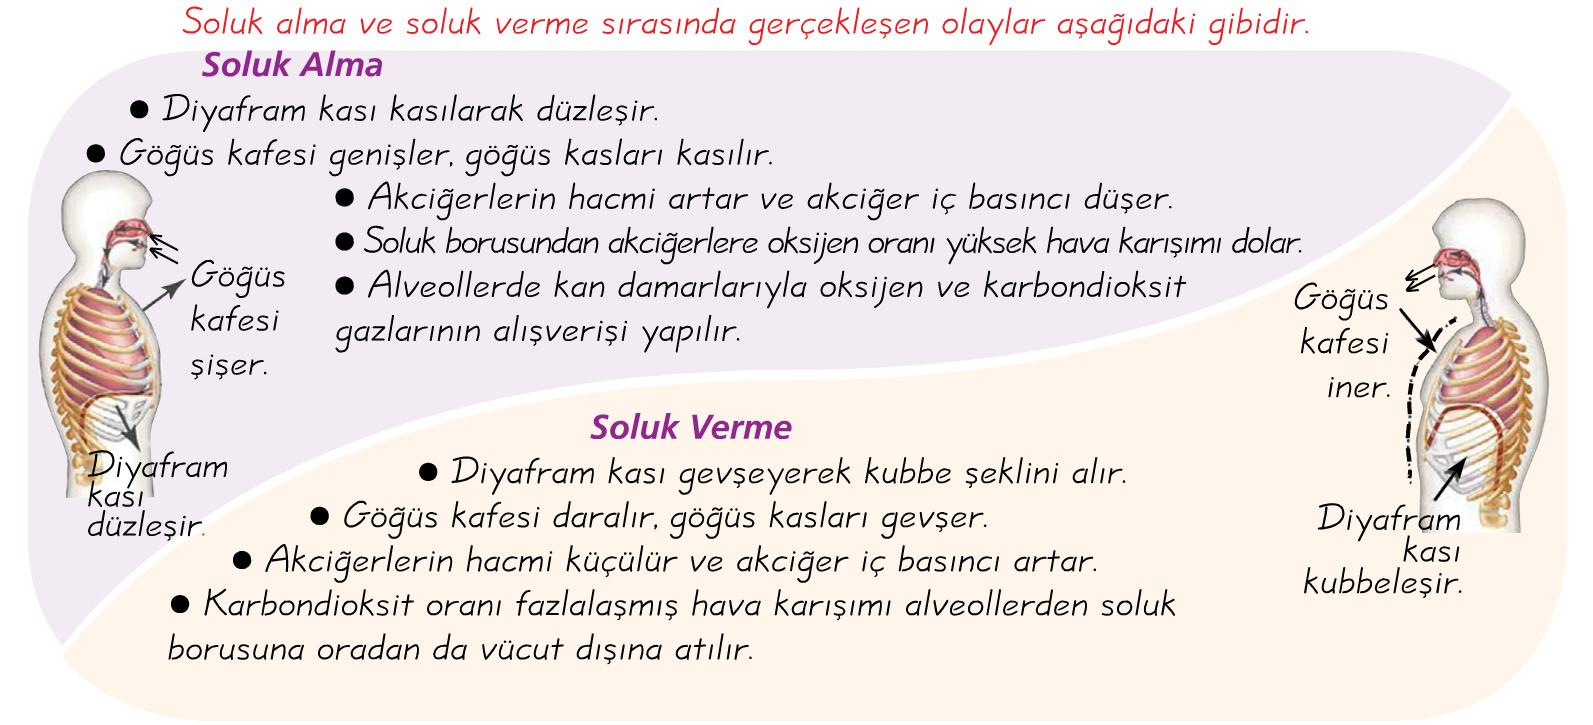 Soluk alma ve soluk verme sırasında gerçekleşen olaylar aşağıdaki gibidir.
Soluk Alma
● Diyafram kası kasılarak düzleşir.
● Göğüs kafesi genişler, göğüs kasları kasılır.
● Akciğerlerin hacmi artar ve akciğer iç basıncı düşer.
● Soluk borusundan akciğerlere oksijen oranı yüksek hava karışımı dolar.
● Alveollerde kan damarlarıyla oksijen ve karbondioksit
gazlarının alışverişi yapılır.
Göğüs
kafesi
şişer.
Diyafram
kası
düzleşir.
Göğüs
kafesi
iner.
Soluk Verme
● Diyafram kası gevşeyerek kubbe şeklini alır.
● Göğüs kafesi daralır, göğüs kasları gevşer.
● Akciğerlerin hacmi küçülür ve akciğer iç basıncı artar.
● Karbondioksit oranı fazlalaşmış hava karışımı alveollerden soluk
borusuna oradan da vücut dışına atılır.
Diyafram
kası
kubbeleşir.